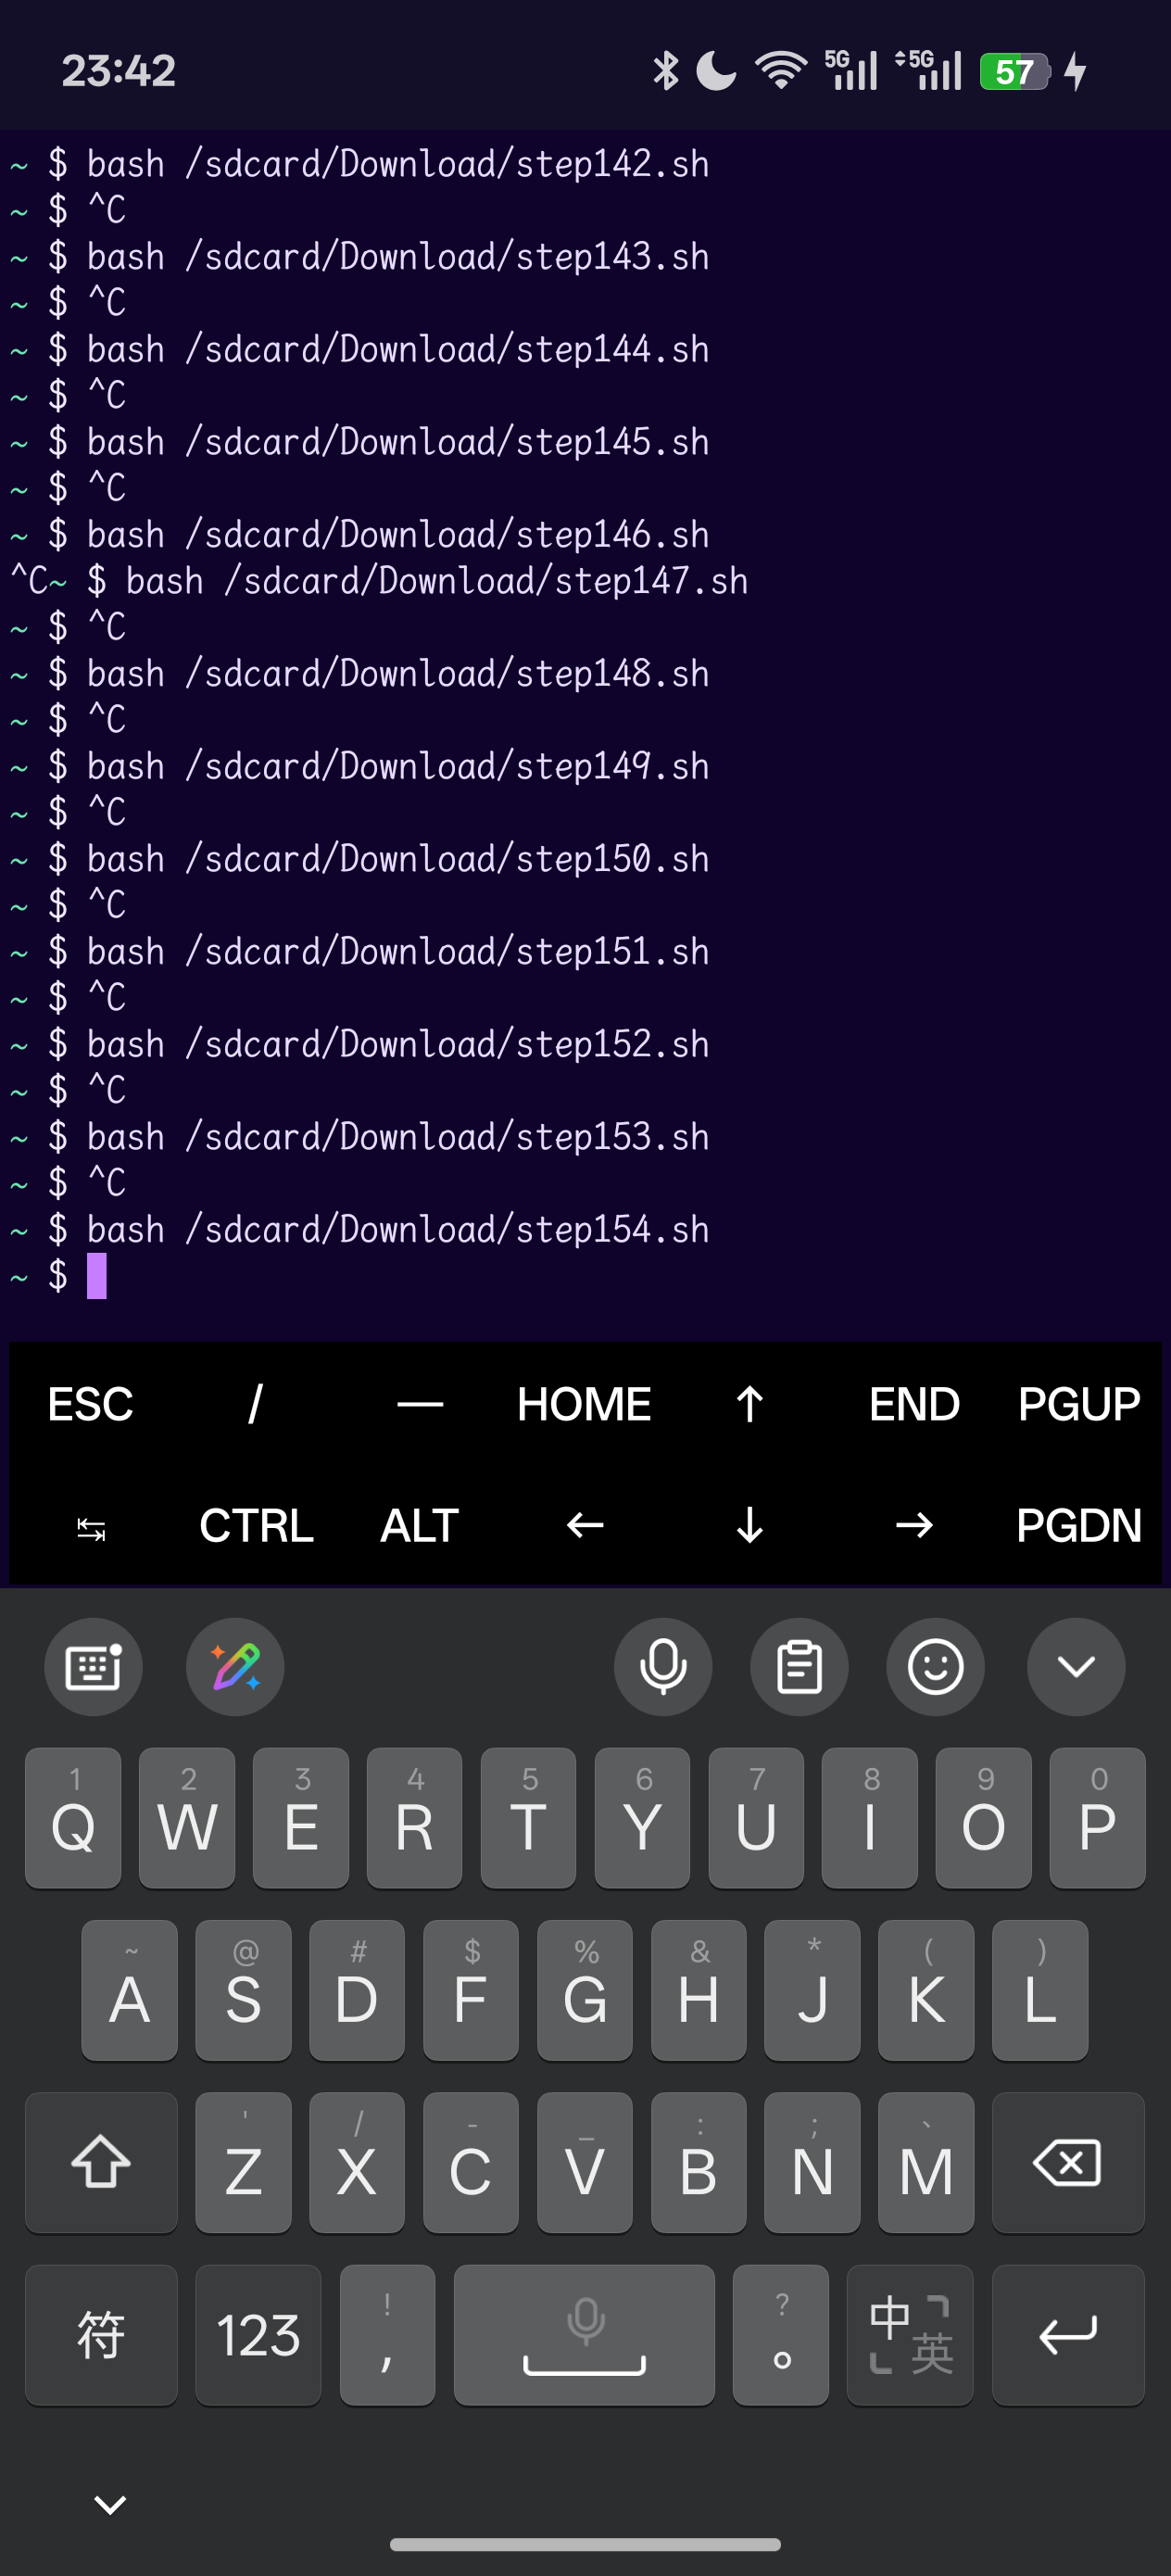 23:42
5G 5G 57
~ $ bash /sdcard/Download/step142.sh
~ $ ^C
~ $ bash /sdcard/Download/step143.sh
~ $ ^C
~ $ bash /sdcard/Download/step144.sh
~ $ ^C
~ $ bash /sdcard/Download/step145.sh
~ $ ^C
~ $ bash /sdcard/Download/step146.sh
^C~ $ bash /sdcard/Download/step147.sh
~ $ ^C
~ $ bash /sdcard/Download/step148.sh
~ $ ^C
~ $ bash /sdcard/Download/step149.sh
~ $ ^C
~ $ bash /sdcard/Download/step150.sh
~ $ ^C
~ $ bash /sdcard/Download/step151.sh
~ $ ^C
~ $ bash /sdcard/Download/step152.sh
~ $ ^C
~ $ bash /sdcard/Download/step153.sh
~ $ ^C
~ $ bash /sdcard/Download/step154.sh
~ $
ESC / — HOME ↑ END PGUP
↹ CTRL ALT ← ↓ → PGDN
1 2 3 4 5 6 7 8 9 0
Q W E R T Y U I O P
~ @ # $ % & * ( )
A S D F G H J K L
' / - _ : ; 、
Z X C V B N M
! ?
符 123 , 。 中 英